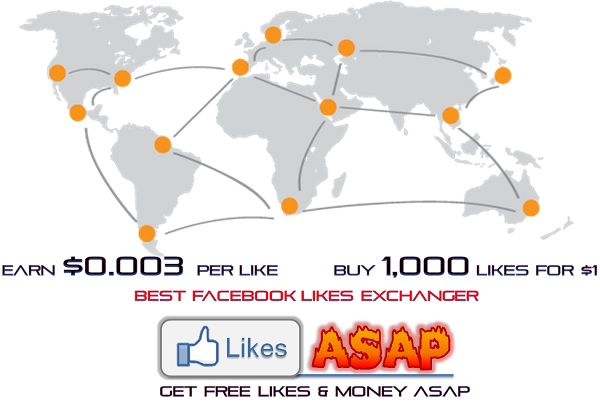 EARN $0.003 PER LIKE
BUY 1,000 LIKES FOR $1
BEST FACEBOOK LIKES EXCHANGER
Likes ASAP
GET FREE LIKES & MONEY ASAP